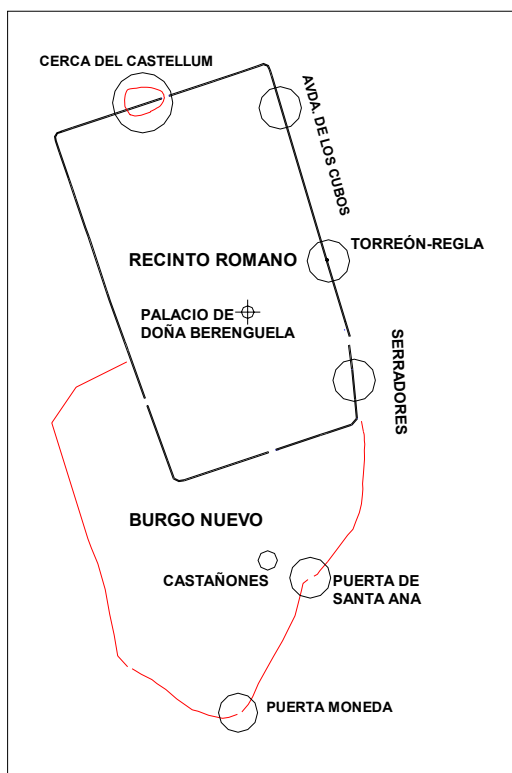 CERCA DEL CASTELLUM
AVDA. DE LOS CUBOS
TORREÓN-REGLA
RECINTO ROMANO
PALACIO DE
DOÑA BERENGUELA
SERRADORES
BURGO NUEVO
CASTAÑONES
PUERTA DE
SANTA ANA
PUERTA MONEDA